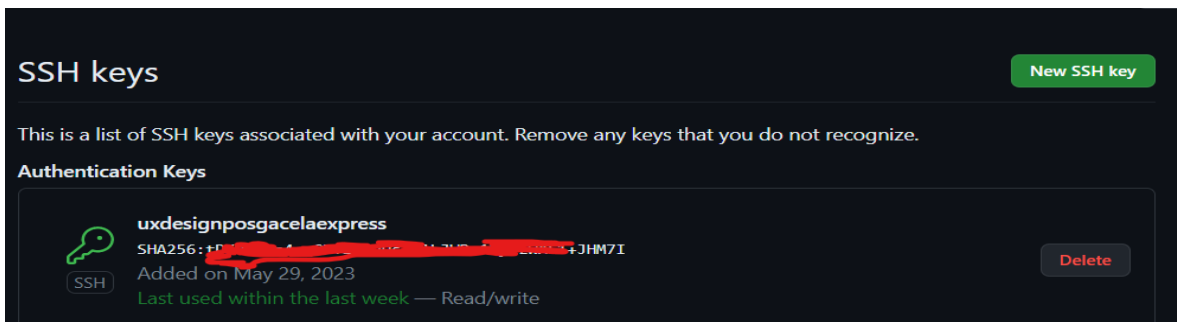 SSH keys
New SSH key
This is a list of SSH keys associated with your account. Remove any keys that you do not recognize.
Authentication Keys
uxdesignposgacelaexpress
SHA256: +JHM7I
Added on May 29, 2023
SSH
Delete
Last used within the last week — Read/write